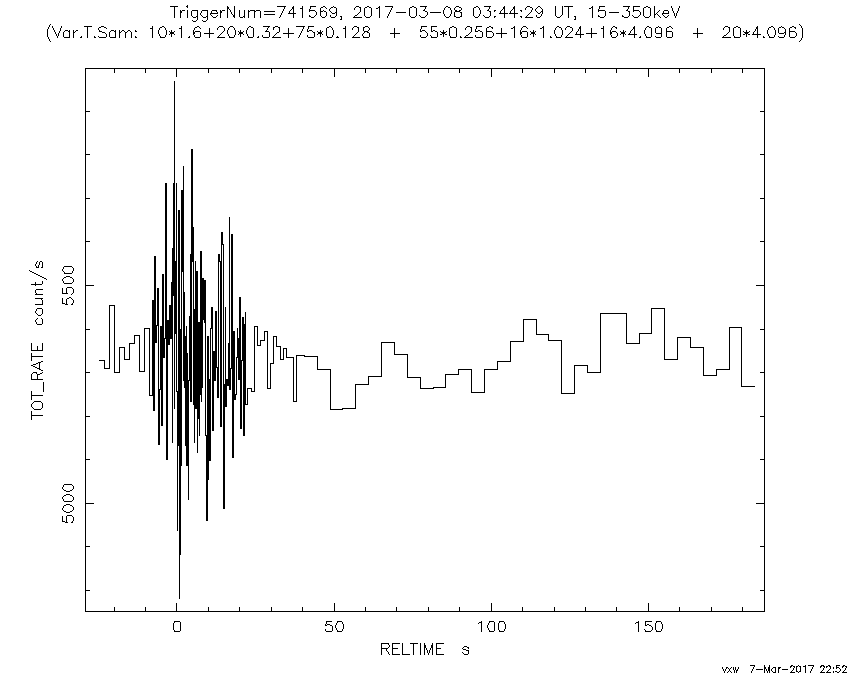 TriggerNum=741569, 2017-03-08 03:44:29 UT, 15-350keV
(Var.T.Sam: 10*1.6+20*0.32+75*0.128 + 55*0.256+16*1.024+16*4.096 + 20*4.096)
TOT_RATE count/s
5500
5000
0 50 100 150
RELTIME s
vxw 7-Mar-2017 22:52